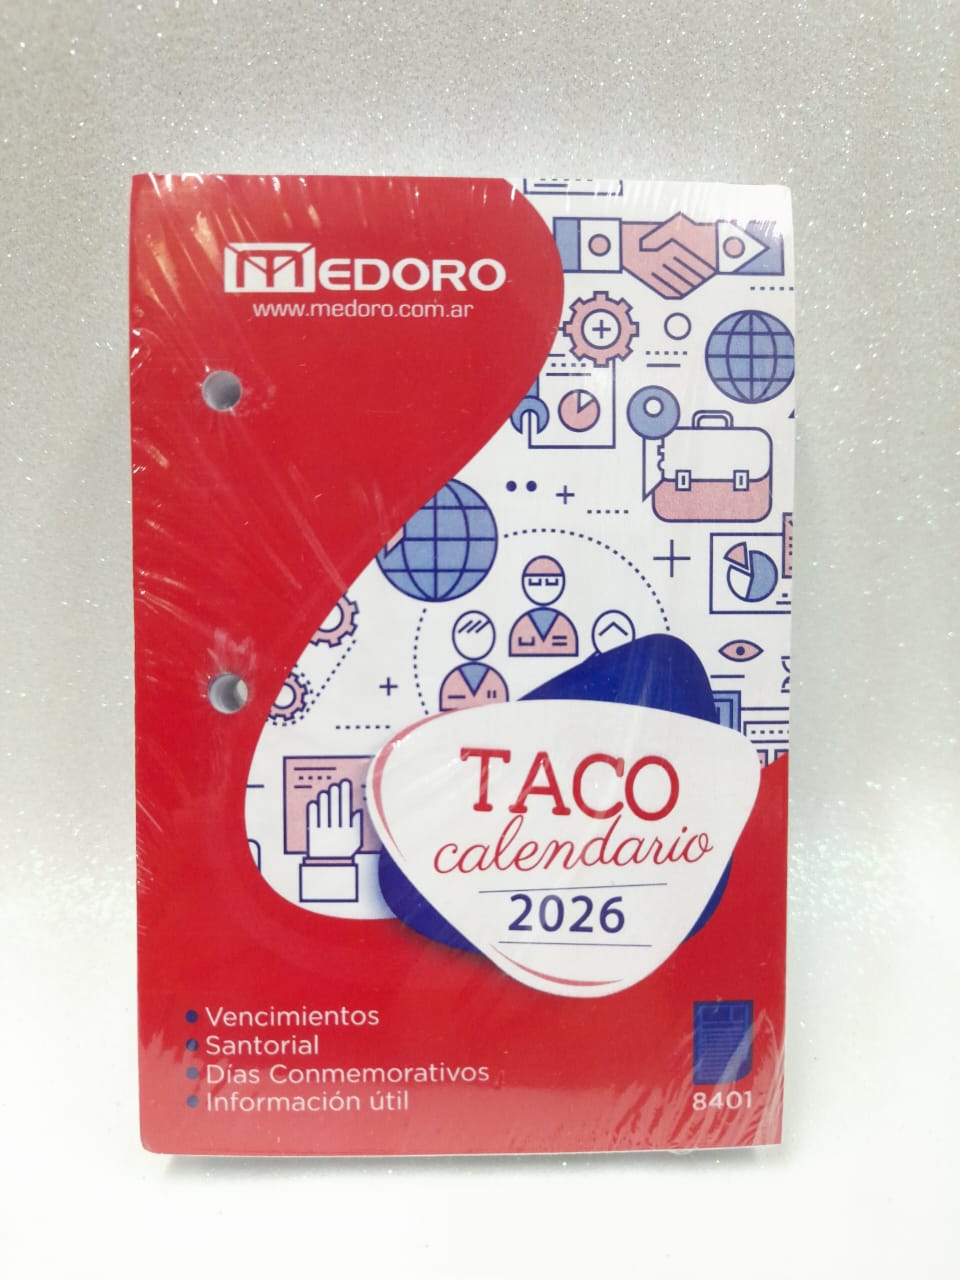 MEDORO
www.medoro.com.ar
TACO
calendario
2026
Vencimientos
Santorial
Días Conmemorativos
Información útil
8401